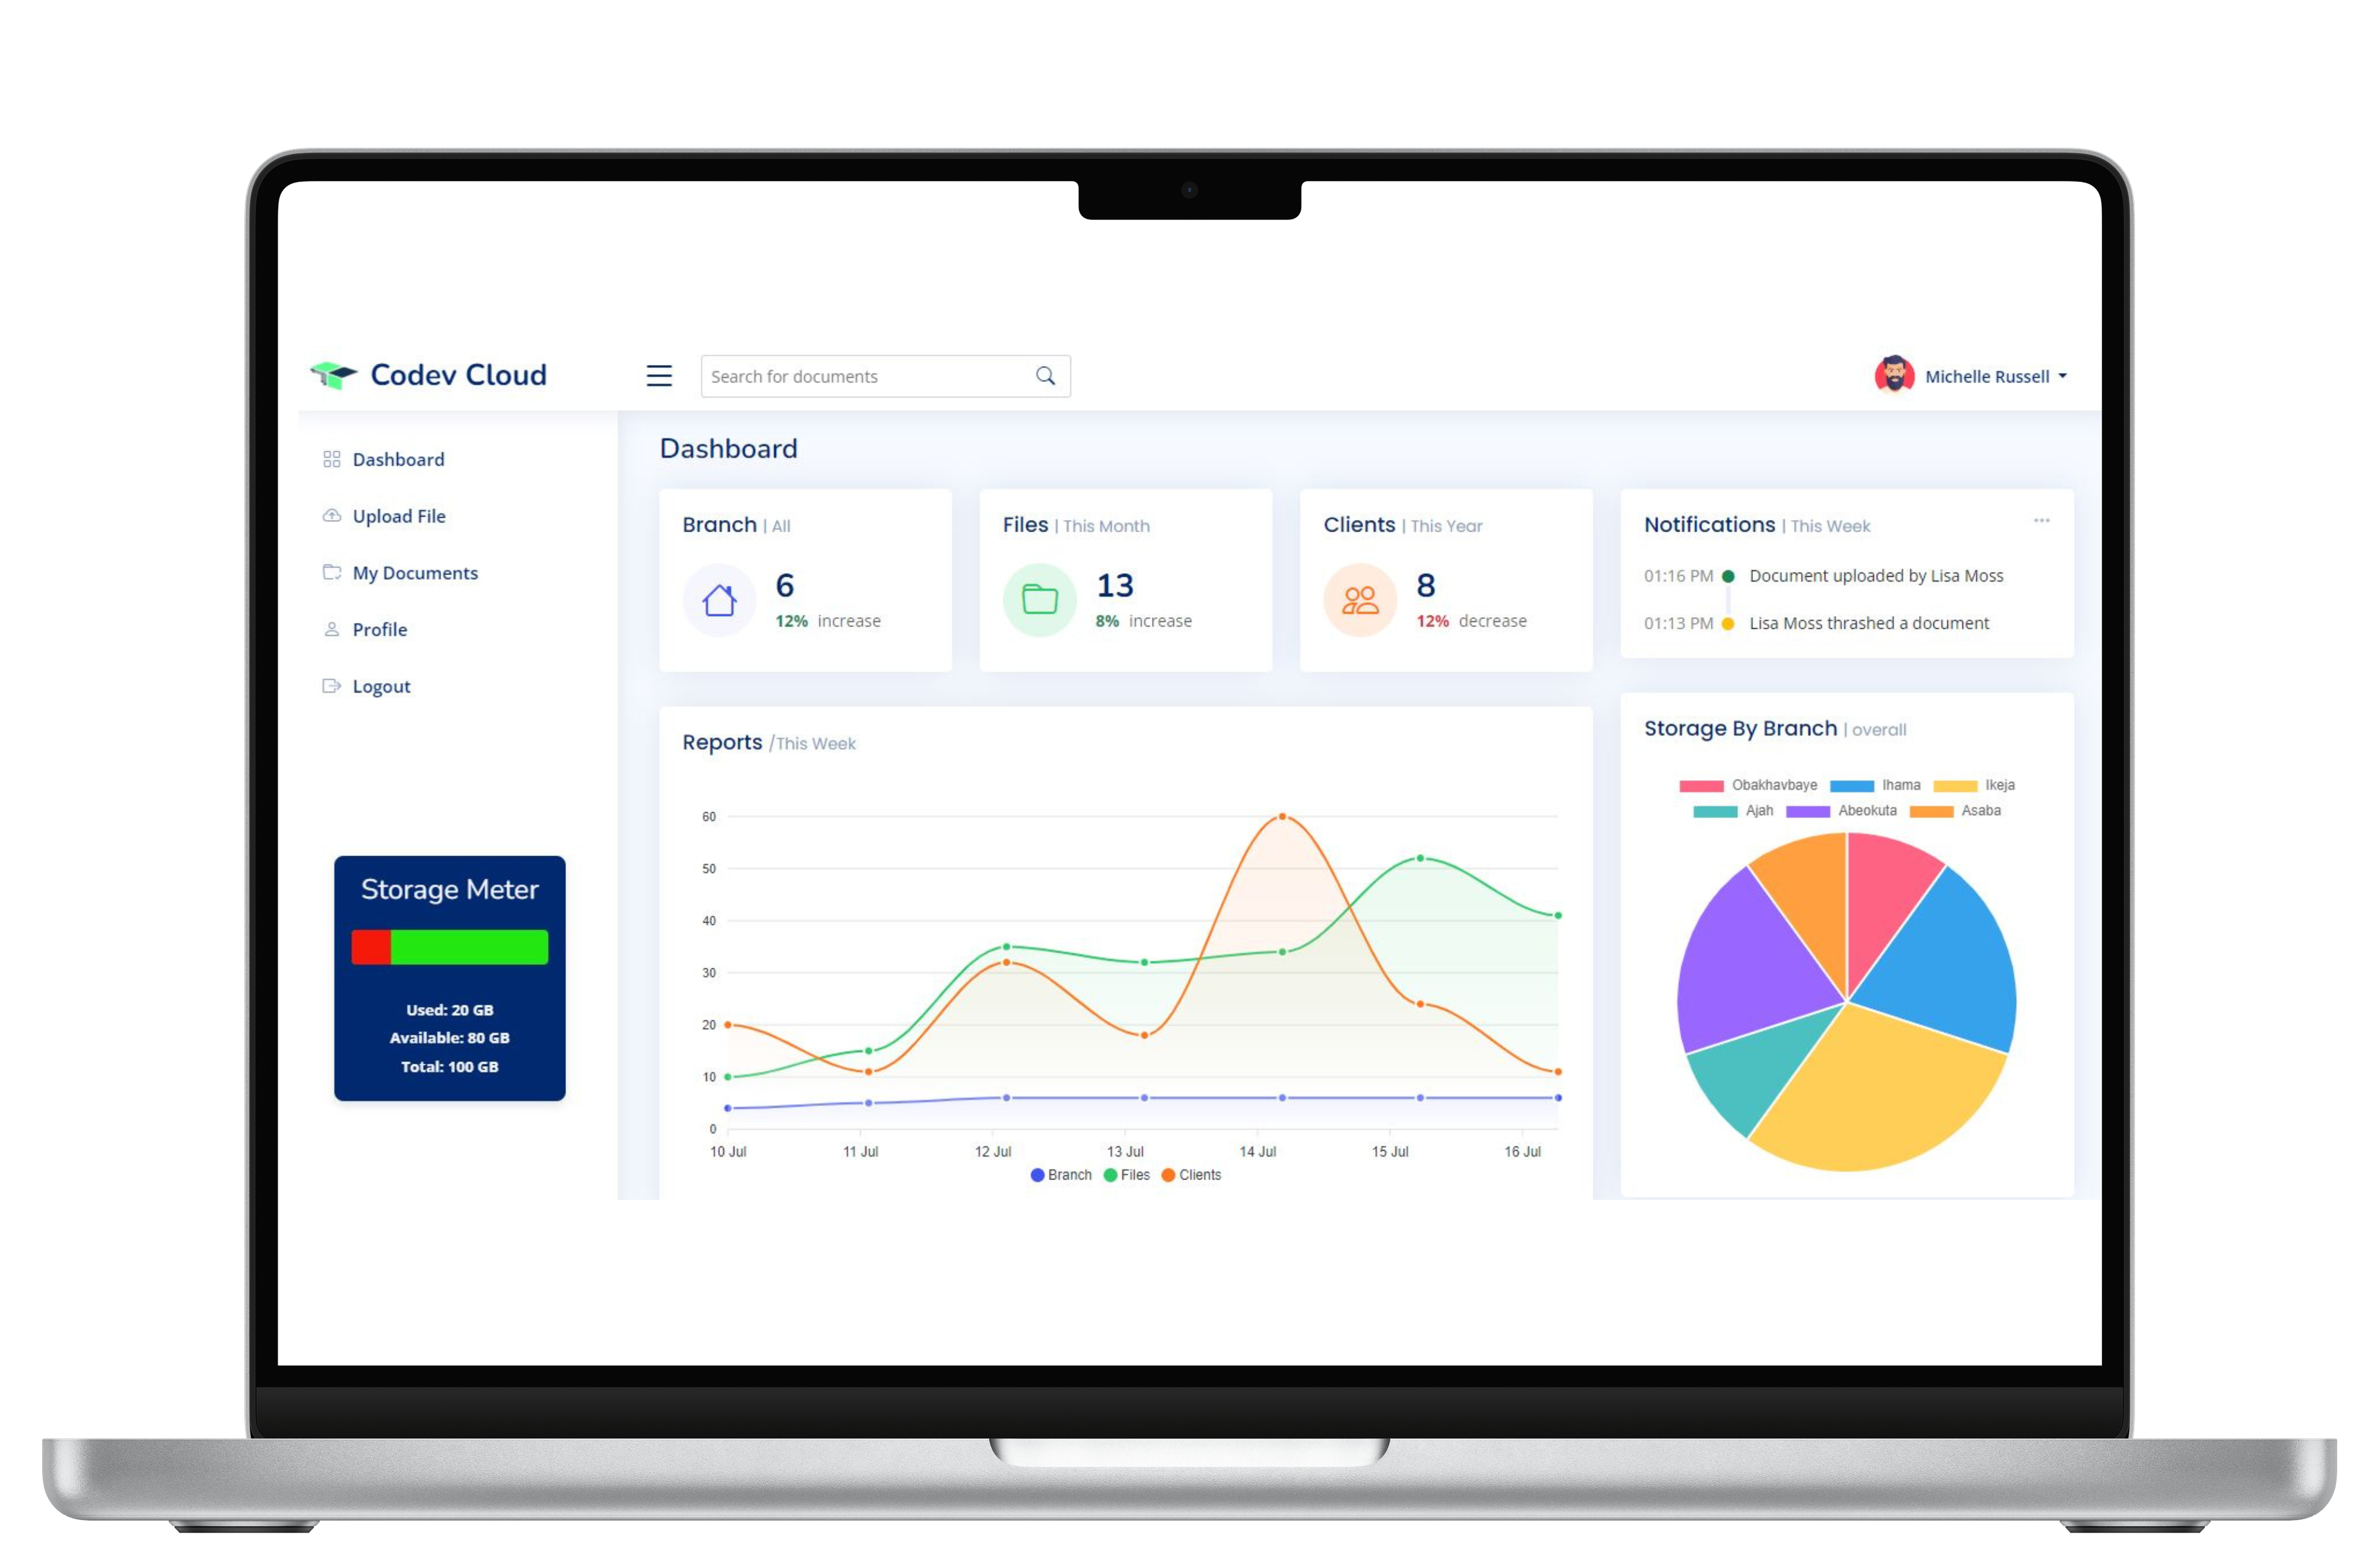 Codev Cloud
Search for documents
Michelle Russell
Dashboard
Upload File
My Documents
Profile
Logout
Storage Meter
Used: 20 GB
Available: 80 GB
Total: 100 GB
Dashboard
Branch | All
6
12% increase
Files | This Month
13
8% increase
Clients | This Year
8
12% decrease
Notifications | This Week
01:16 PM Document uploaded by Lisa Moss
01:13 PM Lisa Moss thrashed a document
Reports /This Week
60
50
40
30
20
10
0
10 Jul 11 Jul 12 Jul 13 Jul 14 Jul 15 Jul 16 Jul
Branch Files Clients
Storage By Branch | overall
Obakhavbaye Ihama Ikeja
Ajah Abeokuta Asaba